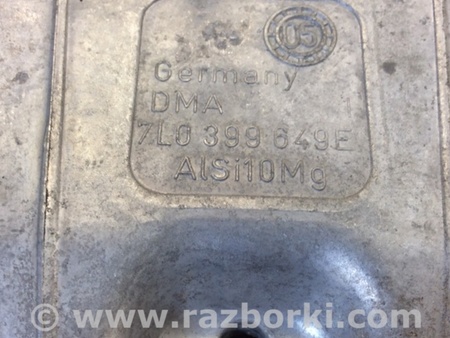 05
Germany
DMA
7L0 399 649E
AlSi10Mg
© www.razborki.com